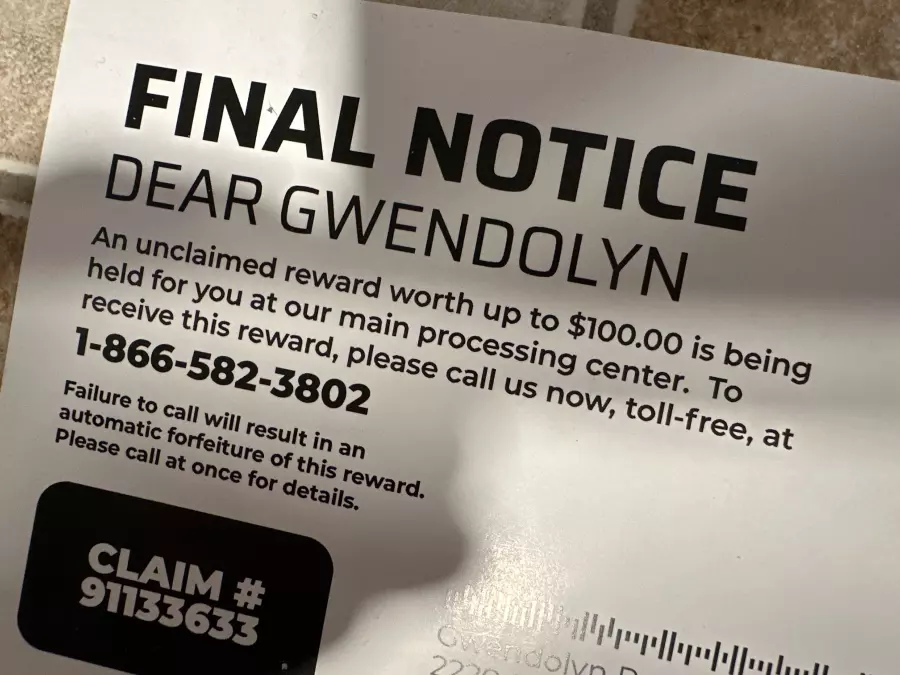 FINAL NOTICE
DEAR GWENDOLYN
An unclaimed reward worth up to $100.00 is being
held for you at our main processing center. To
receive this reward, please call us now, toll-free, at
1-866-582-3802
Failure to call will result in an
automatic forfeiture of this reward.
Please call at once for details.
CLAIM #
91133633
Gwendolyn